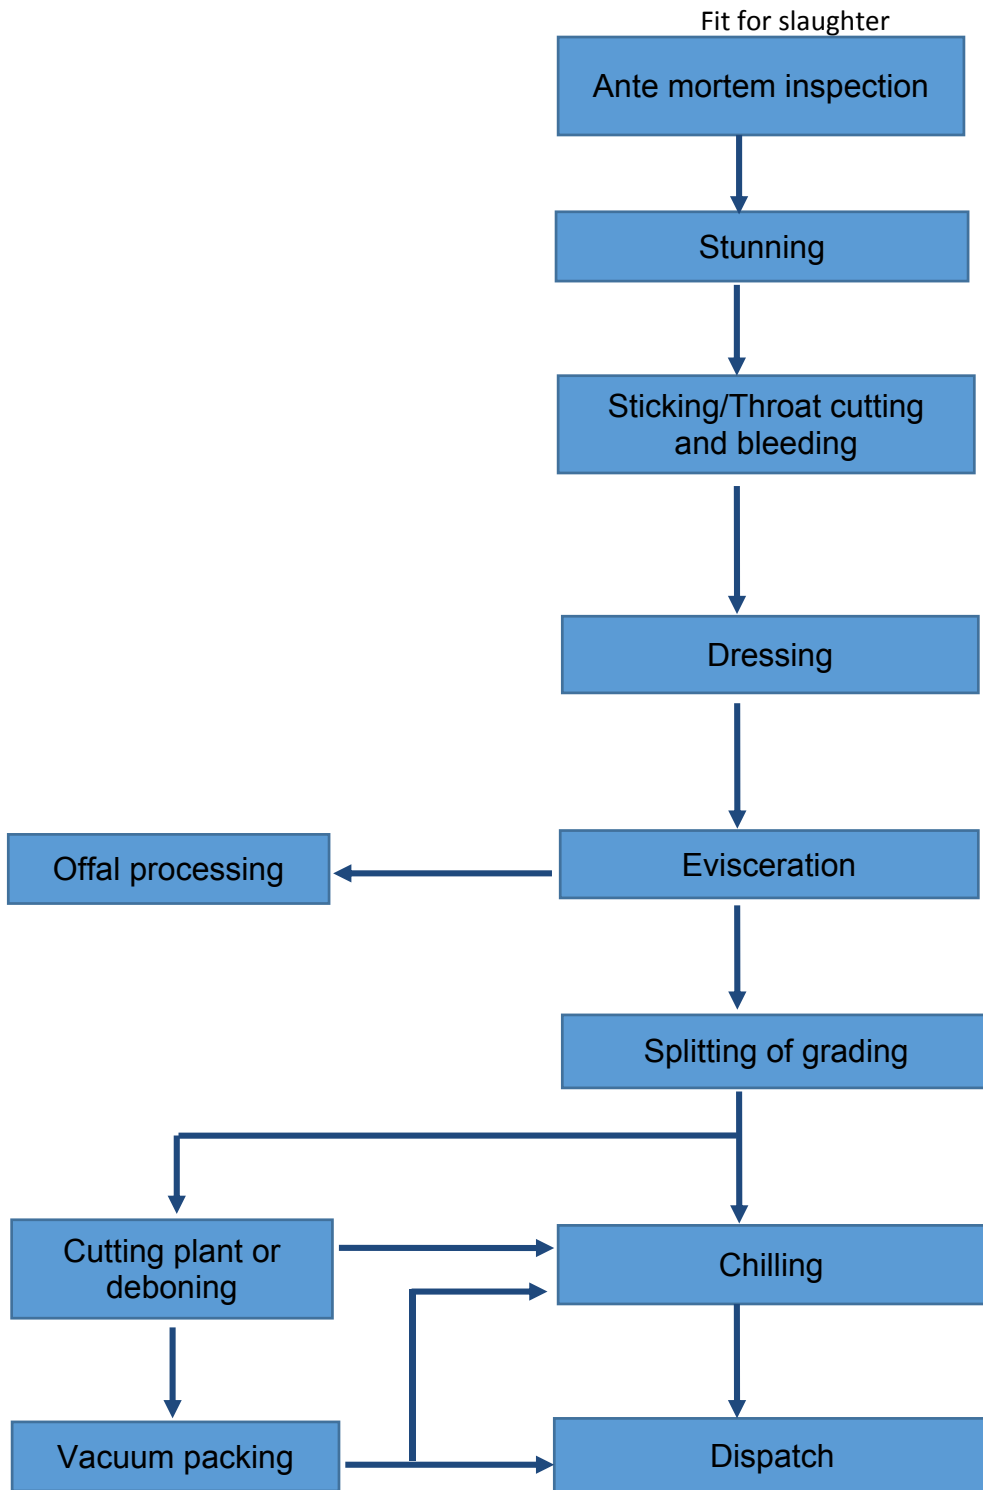 Fit for slaughter
Ante mortem inspection
Stunning
Sticking/Throat cutting
and bleeding
Dressing
Offal processing
Evisceration
Splitting of grading
Cutting plant or
deboning
Chilling
Vacuum packing
Dispatch